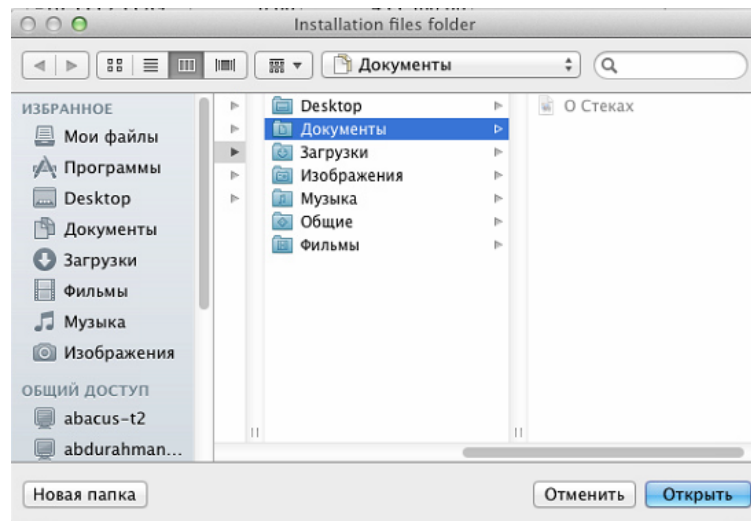 Installation files folder
Документы
ИЗБРАННОЕ
Мои файлы
Программы
Desktop
Документы
Загрузки
Фильмы
Музыка
Изображения
ОБЩИЙ ДОСТУП
abacus-t2
abdurahman...
Desktop
Документы
Загрузки
Изображения
Музыка
Общие
Фильмы
О Стеках
Новая папка
Отменить
Открыть